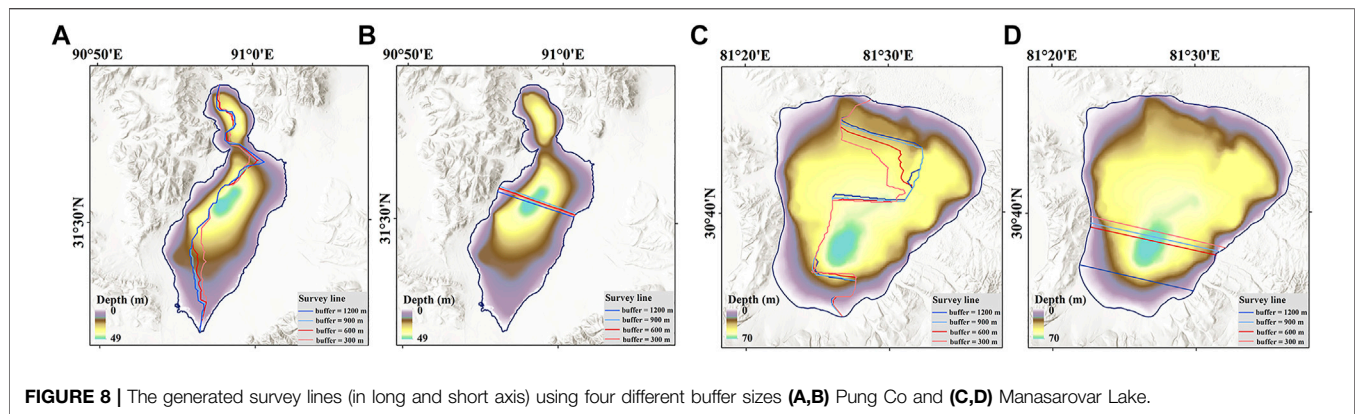 A
90°50'E
91°0'E
31°30'N
Depth (m)
0
49
Survey line
buffer = 1200 m
buffer = 900 m
buffer = 600 m
buffer = 300 m
B
90°50'E
91°0'E
31°30'N
Depth (m)
0
49
Survey line
buffer = 1200 m
buffer = 900 m
buffer = 600 m
buffer = 300 m
C
81°20'E
81°30'E
30°40'N
Depth (m)
0
70
Survey line
buffer = 1200 m
buffer = 900 m
buffer = 600 m
buffer = 300 m
D
81°20'E
81°30'E
30°40'N
Depth (m)
0
70
Survey line
buffer = 1200 m
buffer = 900 m
buffer = 600 m
buffer = 300 m
FIGURE 8 | The generated survey lines (in long and short axis) using four different buffer sizes (A,B) Pung Co and (C,D) Manasarovar Lake.